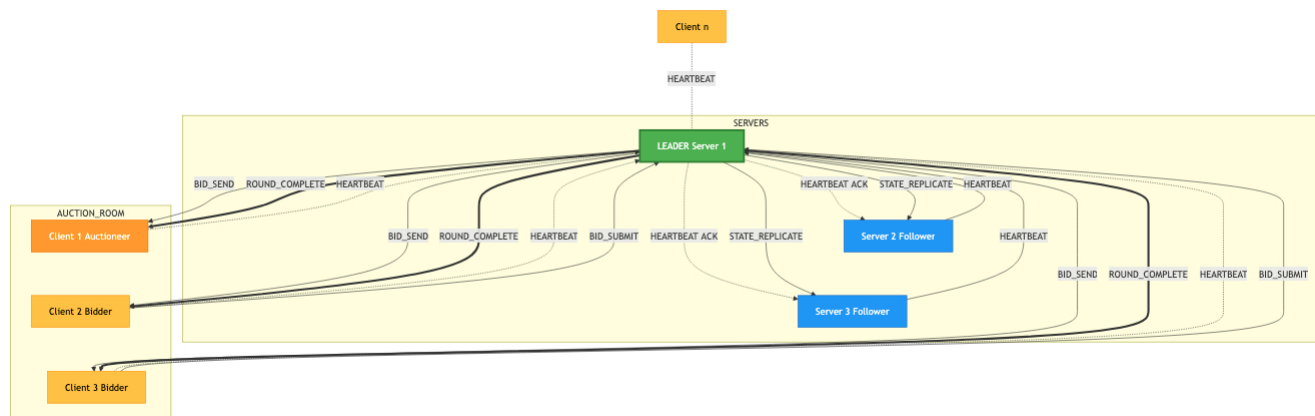 Client n
HEARTBEAT
SERVERS
LEADER Server 1
BID_SEND
ROUND_COMPLETE
HEARTBEAT
HEARTBEAT ACK
STATE_REPLICATE
HEARTBEAT
AUCTION_ROOM
Client 1 Auctioneer
BID_SEND
ROUND_COMPLETE
HEARTBEAT
BID_SUBMIT
HEARTBEAT ACK
STATE_REPLICATE
Server 2 Follower
HEARTBEAT
BID_SEND
ROUND_COMPLETE
HEARTBEAT
BID_SUBMIT
Client 2 Bidder
Server 3 Follower
Client 3 Bidder